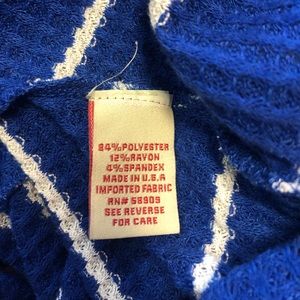 84%POLYESTER
12%RAYON
4%SPANDEX
MADE IN U.S.A
IMPORTED FABRIC
RN# 58909
SEE REVERSE
FOR CARE